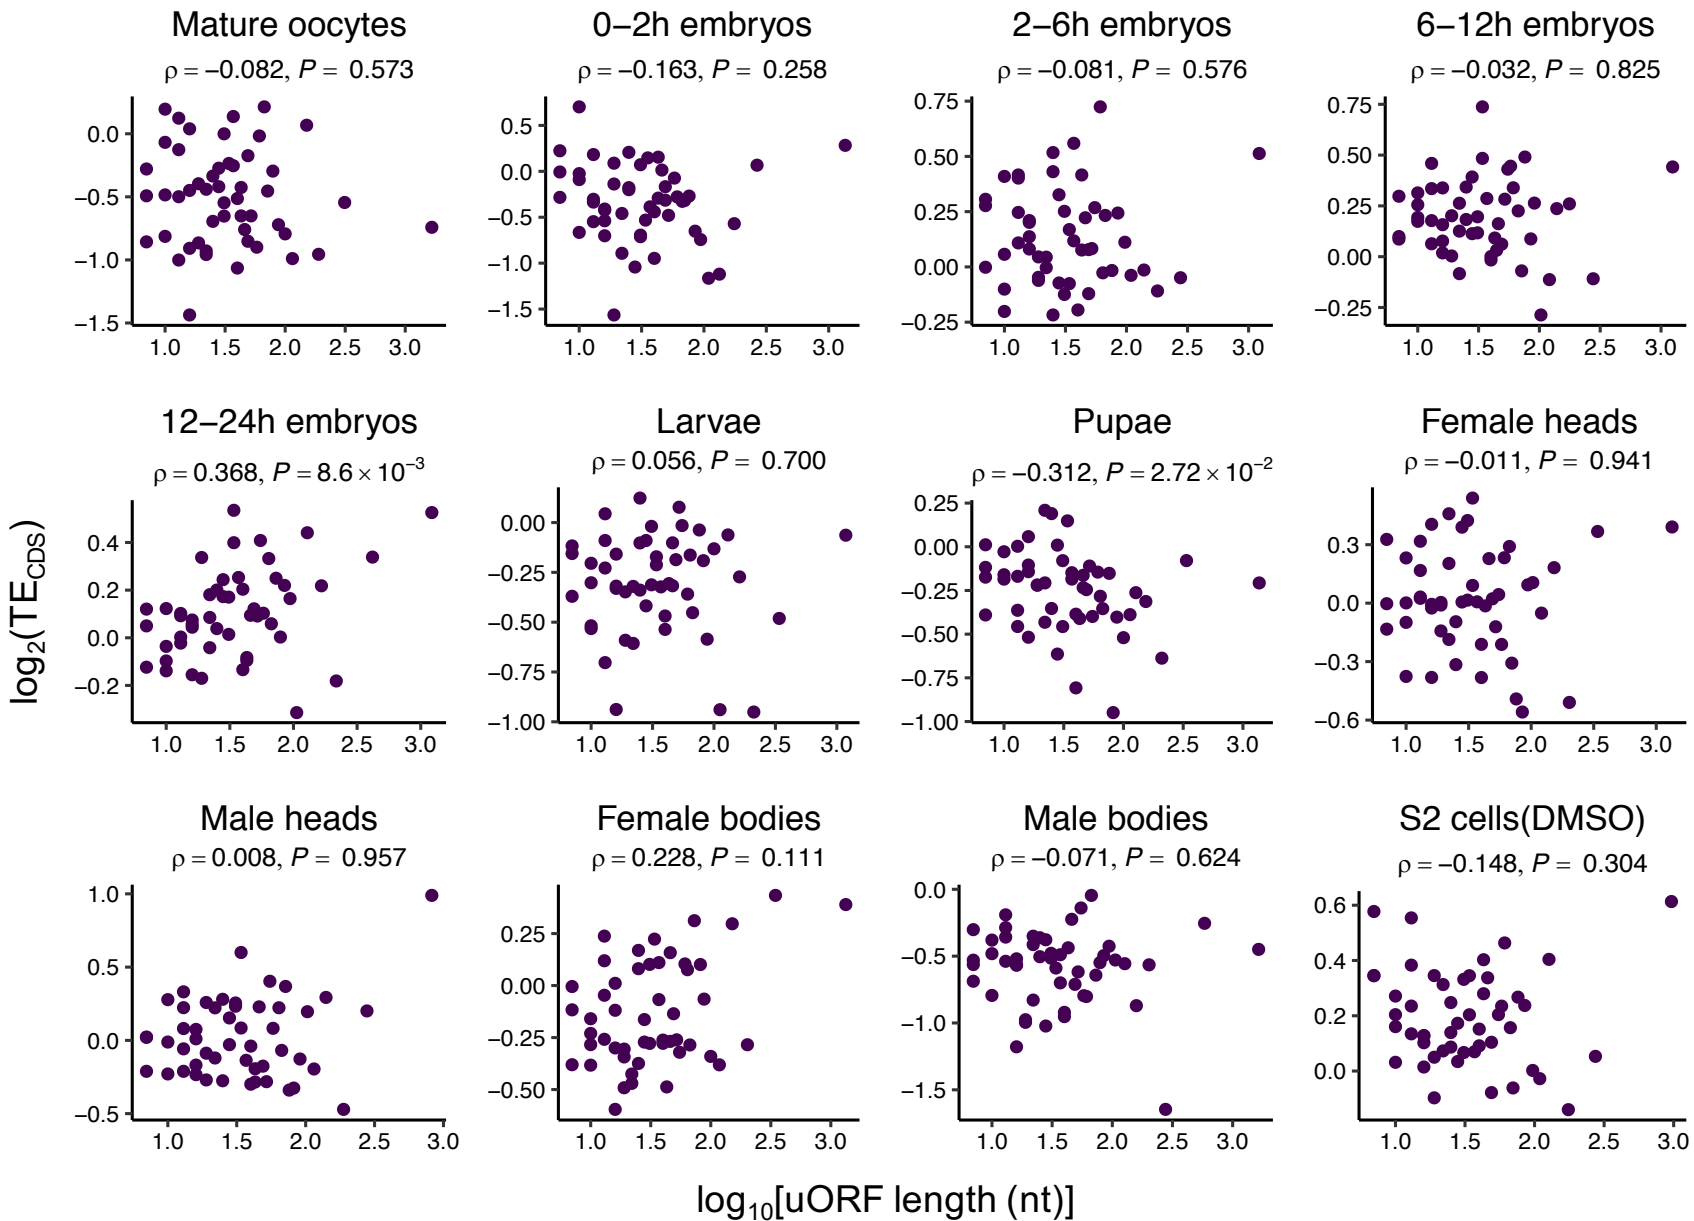 Mature oocytes
ρ = −0.082, P = 0.573
0.0
−0.5
−1.0
−1.5
1.0 1.5 2.0 2.5 3.0
0−2h embryos
ρ = −0.163, P = 0.258
0.5
0.0
−0.5
−1.0
−1.5
1.0 1.5 2.0 2.5 3.0
2−6h embryos
ρ = −0.081, P = 0.576
0.75
0.50
0.25
0.00
−0.25
1.0 1.5 2.0 2.5 3.0
6−12h embryos
ρ = −0.032, P = 0.825
0.75
0.50
0.25
0.00
−0.25
1.0 1.5 2.0 2.5 3.0
12−24h embryos
ρ = 0.368, P = 8.6 × 10⁻³
0.4
0.2
0.0
−0.2
1.0 1.5 2.0 2.5 3.0
Larvae
ρ = 0.056, P = 0.700
0.00
−0.25
−0.50
−0.75
−1.00
1.0 1.5 2.0 2.5 3.0
Pupae
ρ = −0.312, P = 2.72 × 10⁻²
0.25
0.00
−0.25
−0.50
−0.75
−1.00
1.0 1.5 2.0 2.5 3.0
Female heads
ρ = −0.011, P = 0.941
0.3
0.0
−0.3
−0.6
1.0 1.5 2.0 2.5 3.0
Male heads
ρ = 0.008, P = 0.957
1.0
0.5
0.0
−0.5
1.0 1.5 2.0 2.5 3.0
Female bodies
ρ = 0.228, P = 0.111
0.25
0.00
−0.25
−0.50
1.0 1.5 2.0 2.5 3.0
Male bodies
ρ = −0.071, P = 0.624
0.0
−0.5
−1.0
−1.5
1.0 1.5 2.0 2.5 3.0
S2 cells(DMSO)
ρ = −0.148, P = 0.304
0.6
0.4
0.2
0.0
1.0 1.5 2.0 2.5 3.0
log₂(TE_CDS)
log₁₀[uORF length (nt)]